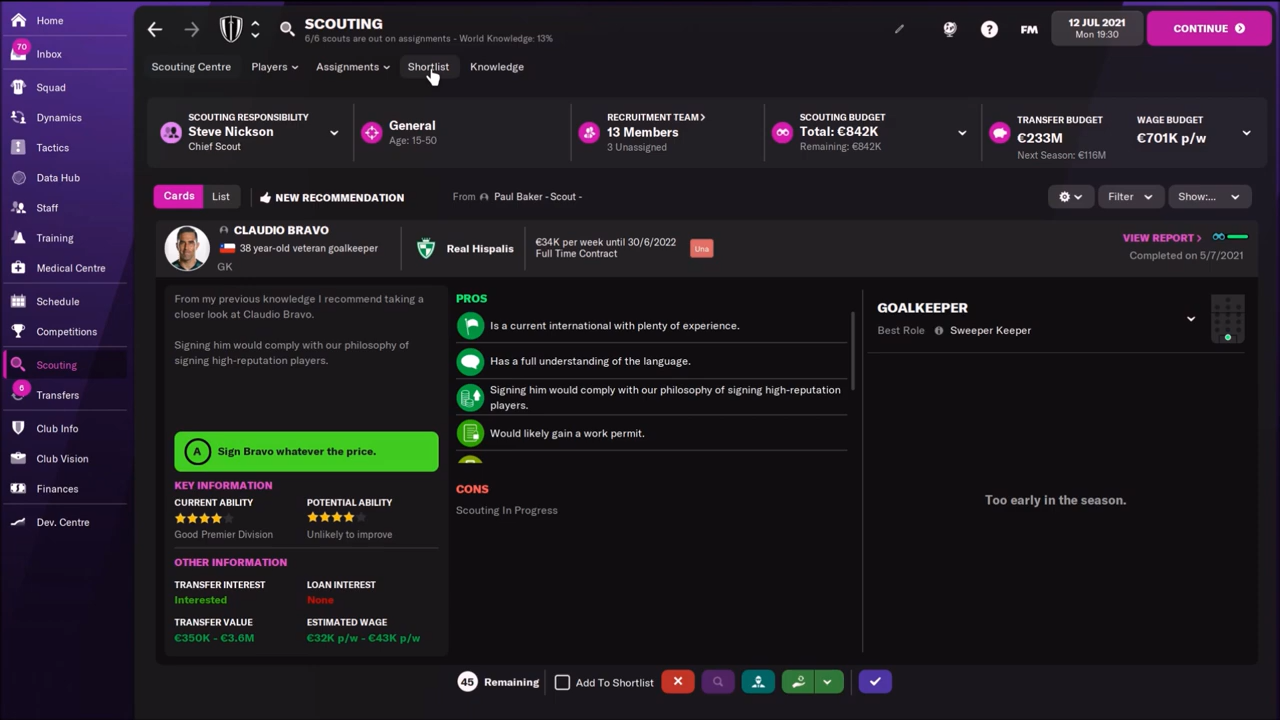 Home
70
Inbox
Squad
Dynamics
Tactics
Data Hub
Staff
Training
Medical Centre
Schedule
Competitions
Scouting
6
Transfers
Club Info
Club Vision
Finances
Dev. Centre
SCOUTING
6/6 scouts are out on assignments - World Knowledge: 13%
FM
12 JUL 2021
Mon 19:30
CONTINUE
Scouting Centre
Players
Assignments
Shortlist
Knowledge
SCOUTING RESPONSIBILITY
Steve Nickson
Chief Scout
General
Age: 15-50
RECRUITMENT TEAM
13 Members
3 Unassigned
SCOUTING BUDGET
Total: €842K
Remaining: €842K
TRANSFER BUDGET
€233M
Next Season: €116M
WAGE BUDGET
€701K p/w
Cards
List
NEW RECOMMENDATION
From Paul Baker - Scout -
Filter
Show:...
CLAUDIO BRAVO
38 year-old veteran goalkeeper
GK
Real Hispalis
€34K per week until 30/6/2022
Full Time Contract
Una
VIEW REPORT
Completed on 5/7/2021
From my previous knowledge I recommend taking a
closer look at Claudio Bravo.
Signing him would comply with our philosophy of
signing high-reputation players.
A
Sign Bravo whatever the price.
KEY INFORMATION
CURRENT ABILITY
POTENTIAL ABILITY
Good Premier Division
Unlikely to improve
OTHER INFORMATION
TRANSFER INTEREST
LOAN INTEREST
Interested
None
TRANSFER VALUE
ESTIMATED WAGE
€350K - €3.6M
€32K p/w - €43K p/w
PROS
Is a current international with plenty of experience.
Has a full understanding of the language.
Signing him would comply with our philosophy of signing high-reputation
players.
Would likely gain a work permit.
CONS
Scouting In Progress
GOALKEEPER
Best Role Sweeper Keeper
Too early in the season.
45 Remaining
Add To Shortlist